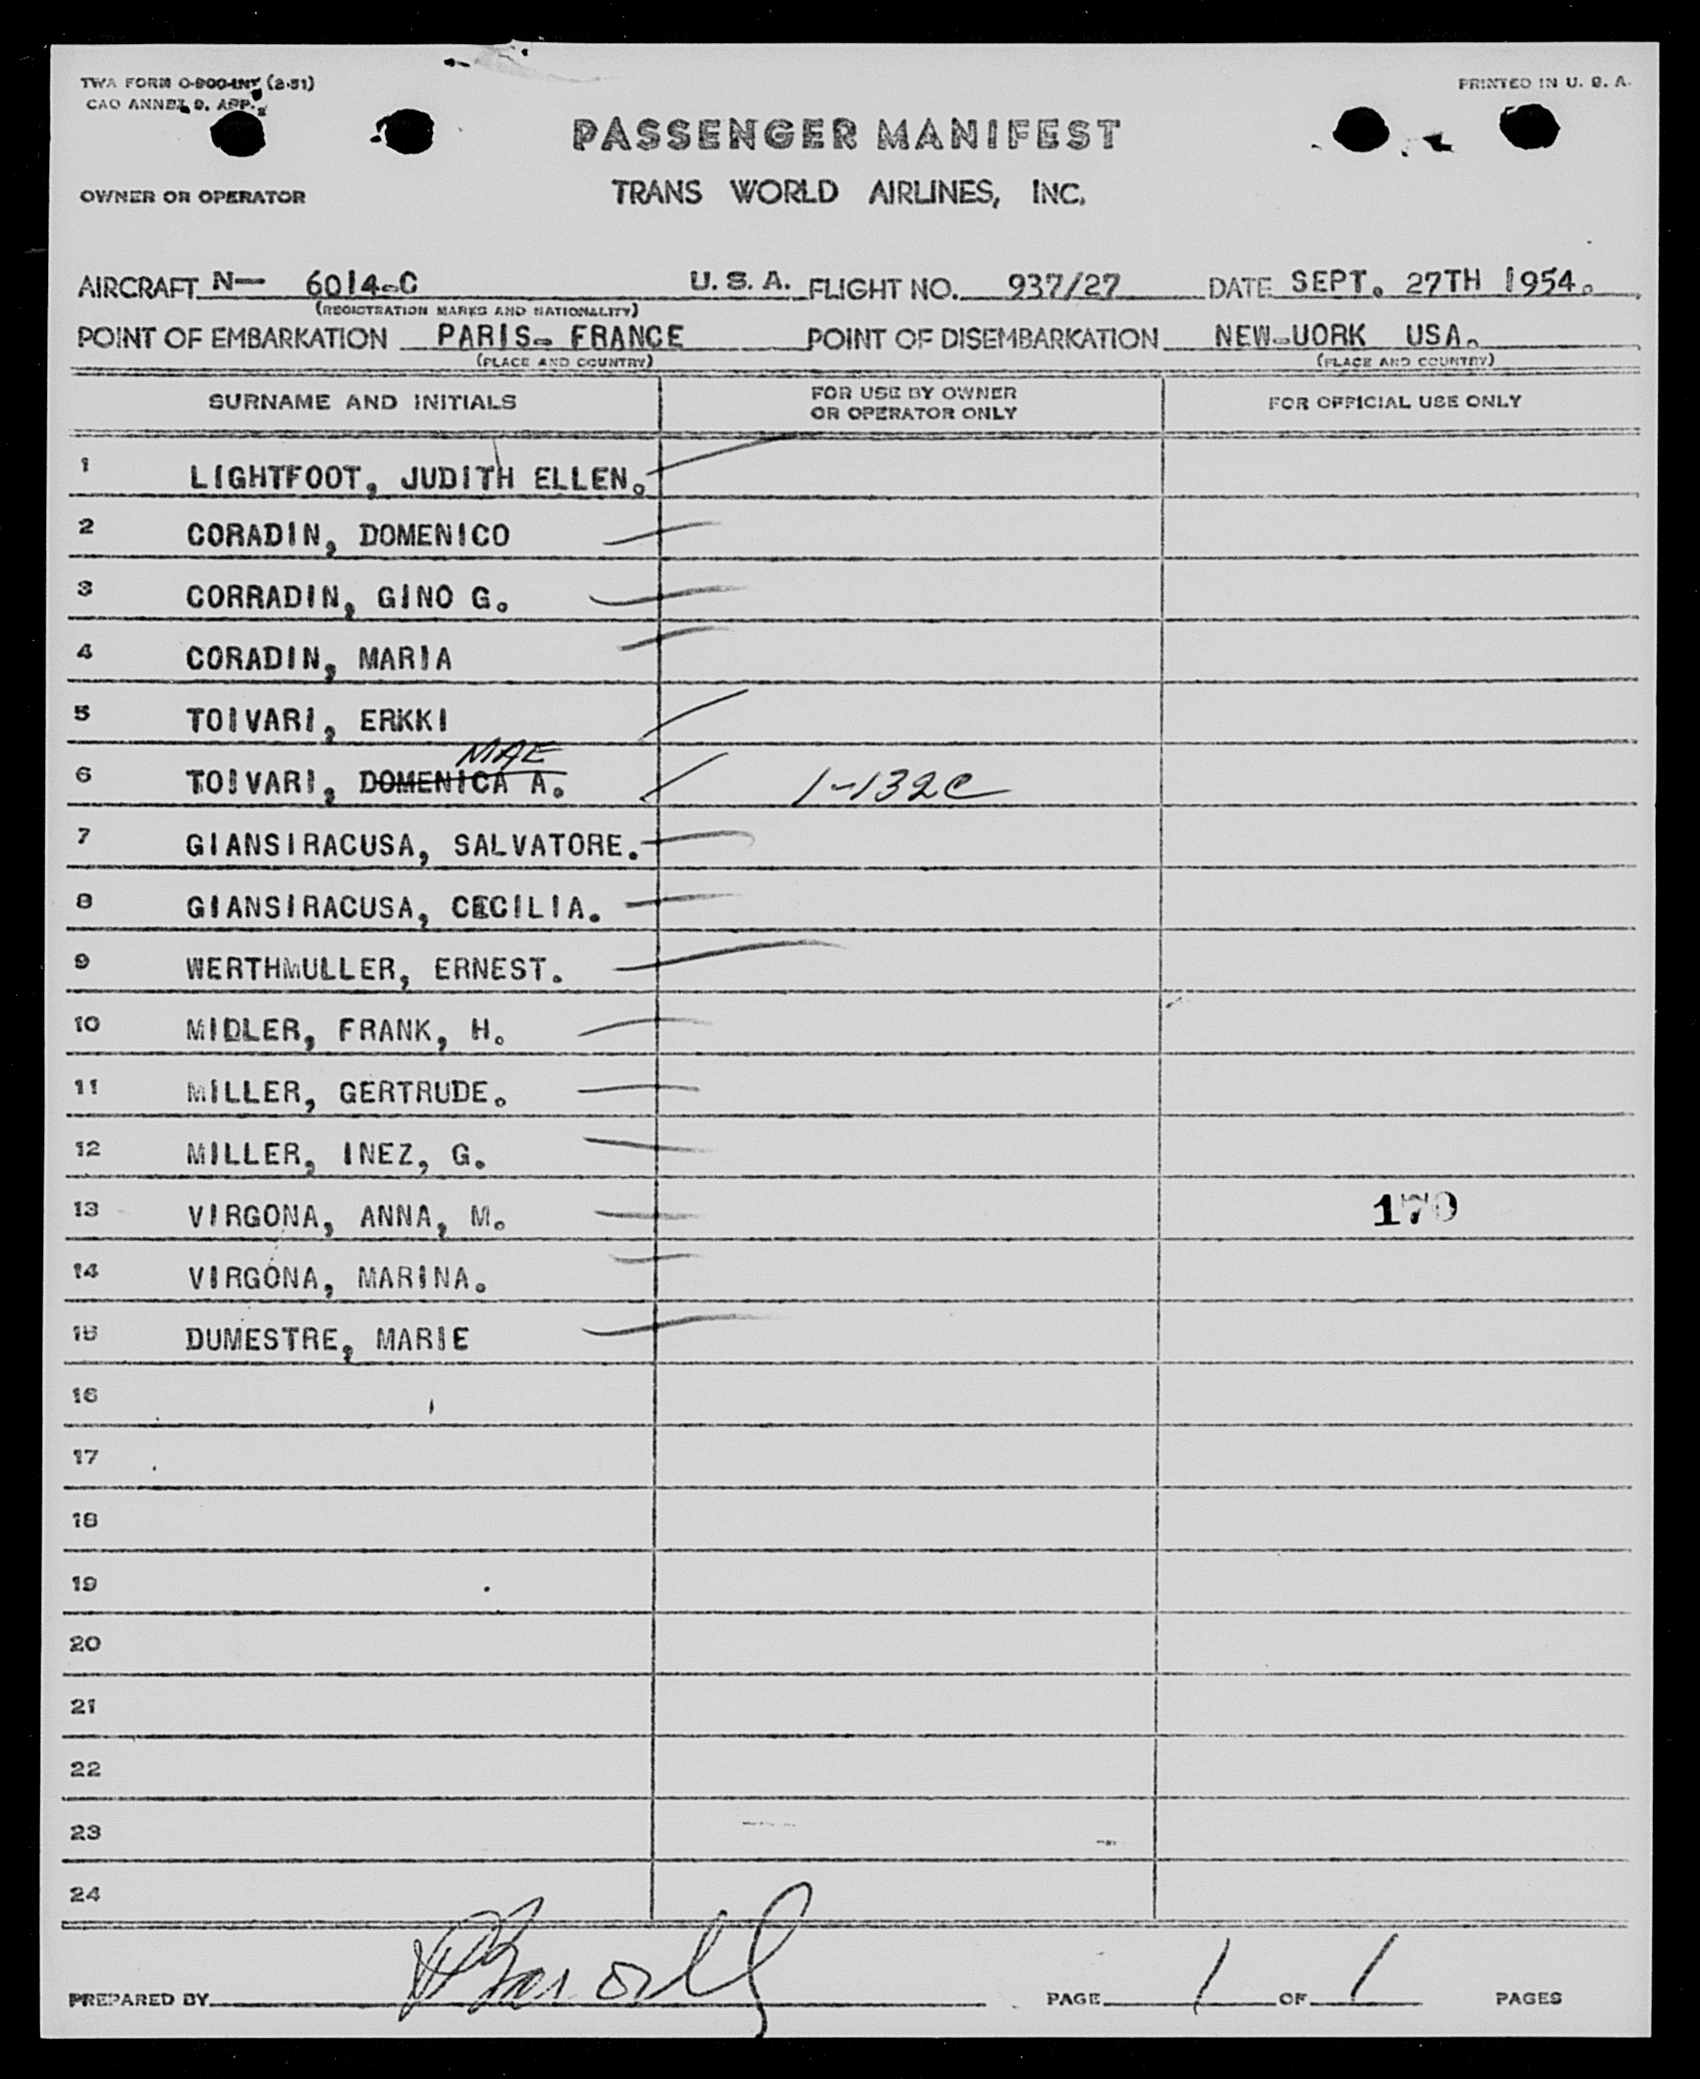 TWA FORM O-800-INT (2-51)
PRINTED IN U. S. A.
CAO ANNEX 9, APP.
PASSENGER MANIFEST
OWNER OR OPERATOR
TRANS WORLD AIRLINES, INC.
AIRCRAFT N— 6014-C U. S. A. FLIGHT NO. 937/27 DATE SEPT. 27TH 1954.
(REGISTRATION MARKS AND NATIONALITY)
POINT OF EMBARKATION PARIS- FRANCE POINT OF DISEMBARKATION NEW-UORK USA.
(PLACE AND COUNTRY) (PLACE AND COUNTRY)
SURNAME AND INITIALS FOR USE BY OWNER OR OPERATOR ONLY FOR OFFICIAL USE ONLY
1 LIGHTFOOT, JUDITH ELLEN.
2 CORADIN, DOMENICO
3 CORRADIN, GINO G.
4 CORADIN, MARIA
5 TOIVARI, ERKKI
MAE
6 TOIVARI, DOMENICA A. 1-132C
7 GIANSIRACUSA, SALVATORE.
8 GIANSIRACUSA, CECILIA.
9 WERTHMULLER, ERNEST.
10 MIDLER, FRANK, H.
11 MILLER, GERTRUDE.
12 MILLER, INEZ, G.
13 VIRGONA, ANNA, M. 170
14 VIRGONA, MARINA.
15 DUMESTRE, MARIE
16
17
18
19
20
21
22
23
24
PREPARED BY PAGE 1 OF 1 PAGES